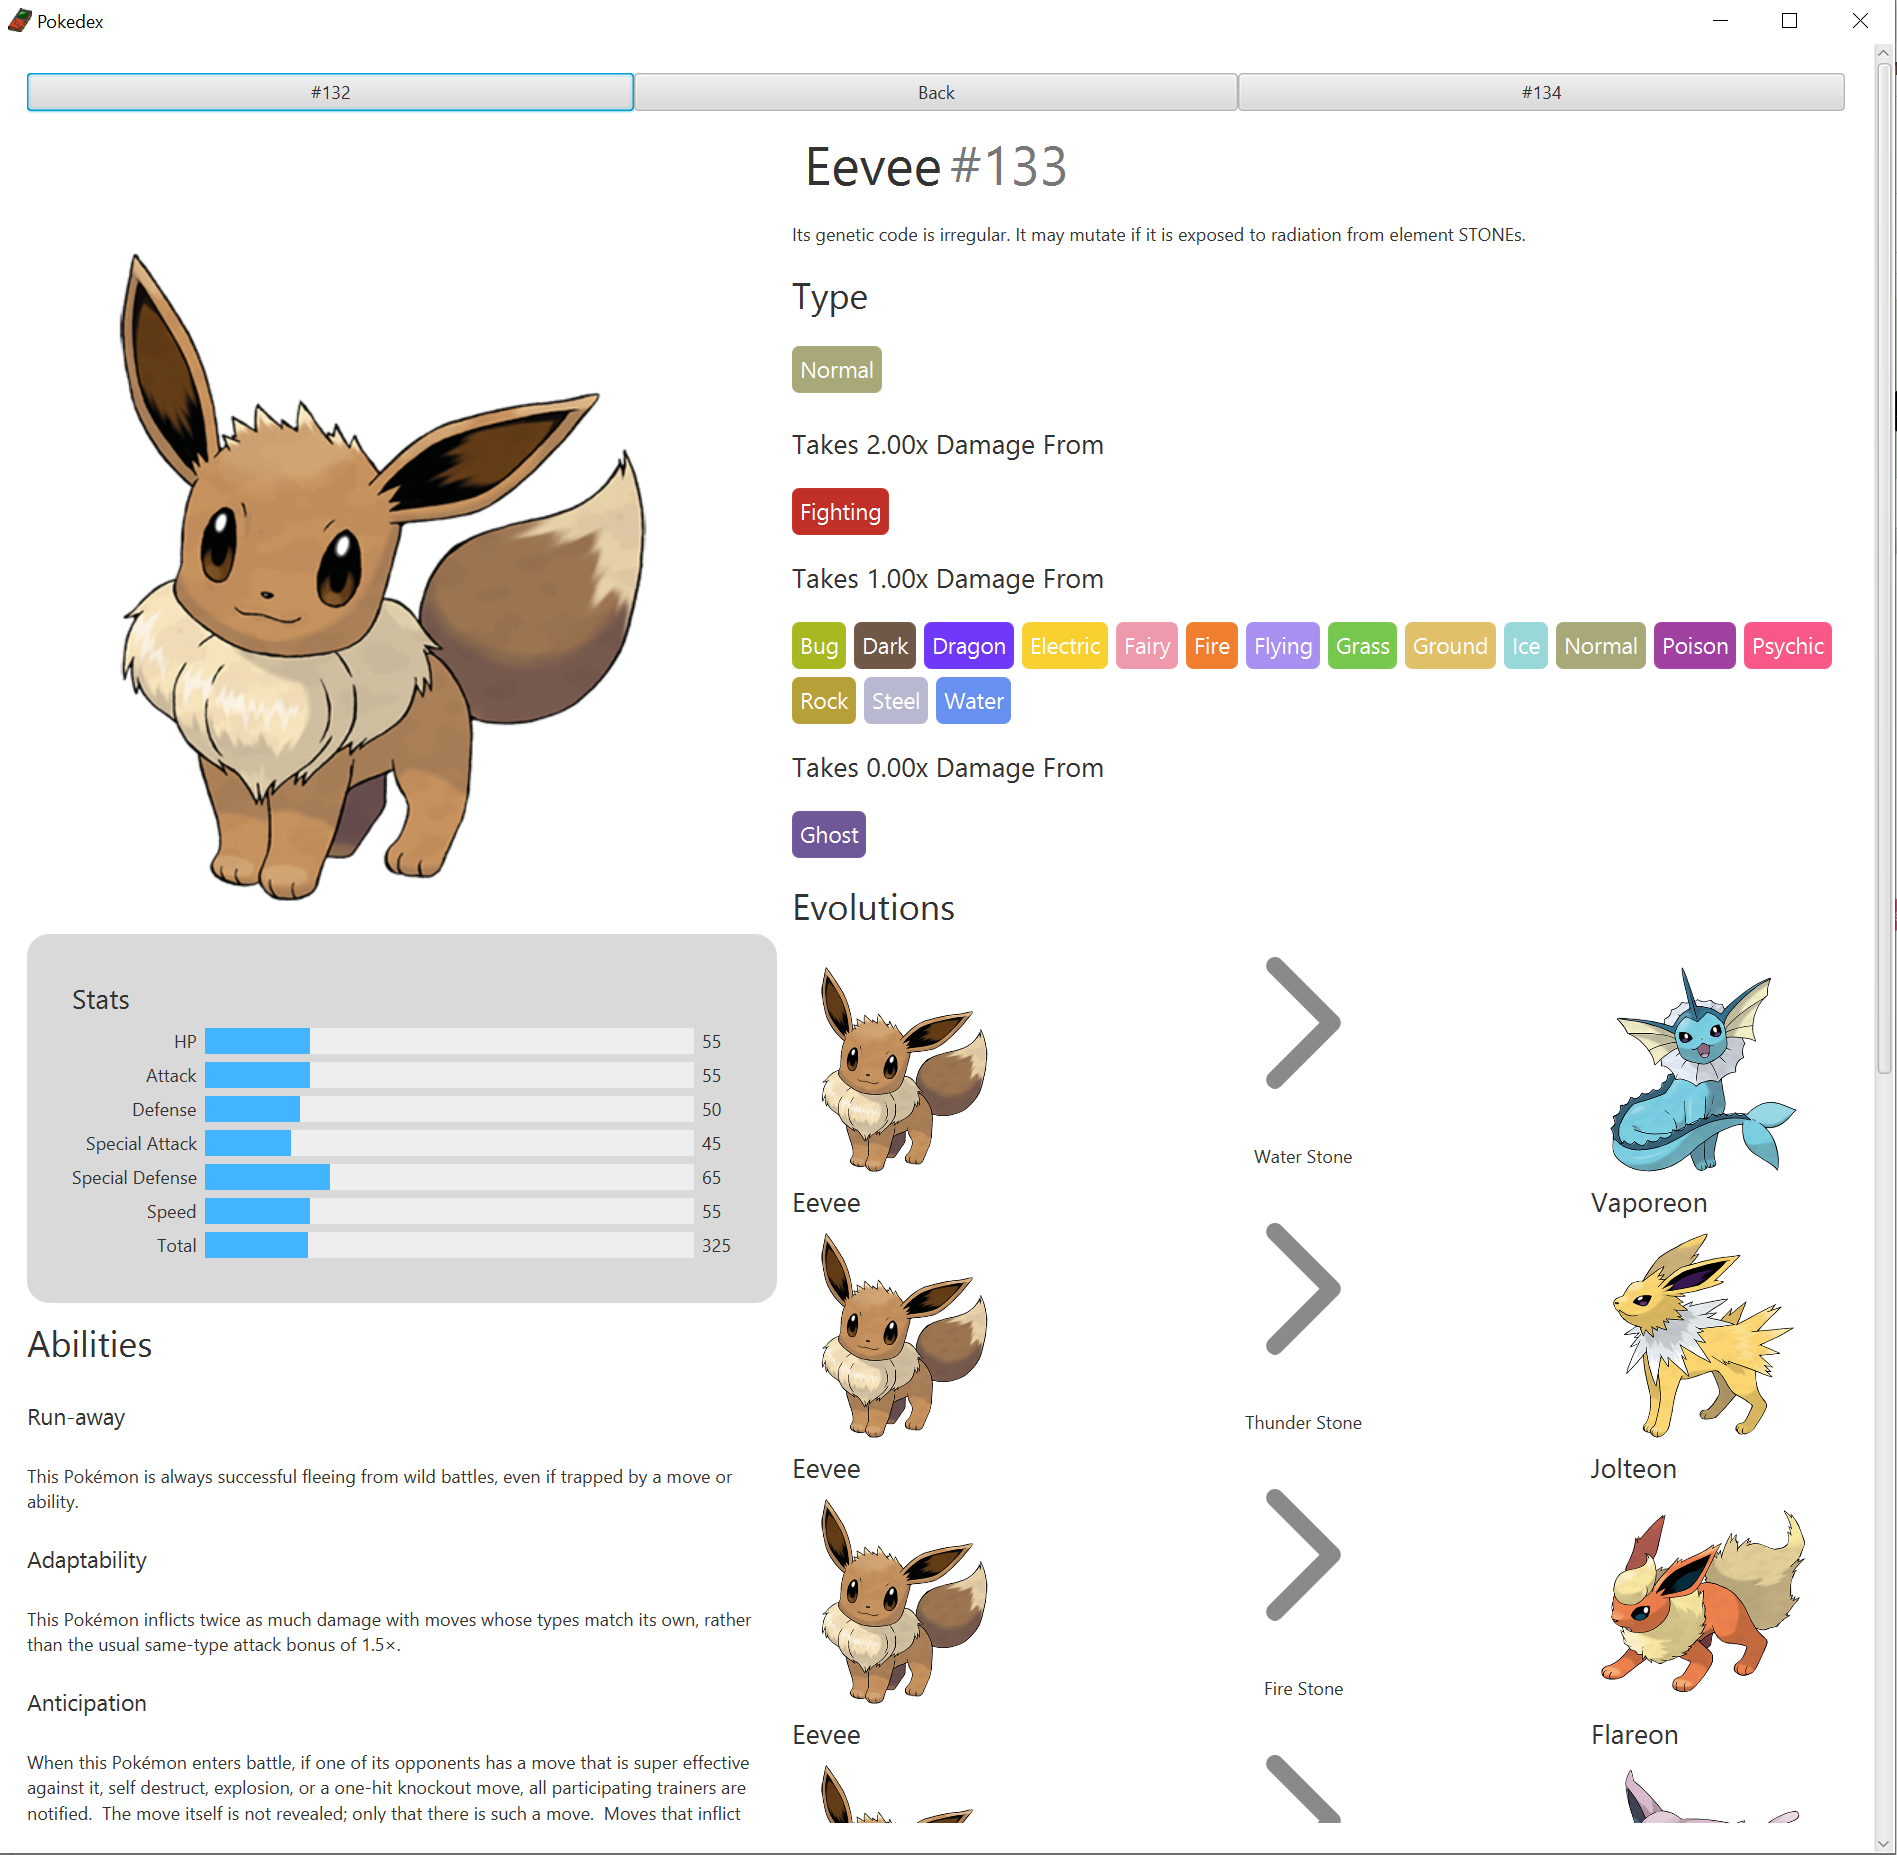 Pokedex
#132
Back
#134
Eevee #133
Its genetic code is irregular. It may mutate if it is exposed to radiation from element STONEs.
Type
Normal
Takes 2.00x Damage From
Fighting
Takes 1.00x Damage From
Bug Dark Dragon Electric Fairy Fire Flying Grass Ground Ice Normal Poison Psychic
Rock Steel Water
Takes 0.00x Damage From
Ghost
Evolutions
Water Stone
Eevee
Vaporeon
Thunder Stone
Eevee
Jolteon
Fire Stone
Eevee
Flareon
Stats
HP 55
Attack 55
Defense 50
Special Attack 45
Special Defense 65
Speed 55
Total 325
Abilities
Run-away
This Pokémon is always successful fleeing from wild battles, even if trapped by a move or
ability.
Adaptability
This Pokémon inflicts twice as much damage with moves whose types match its own, rather
than the usual same-type attack bonus of 1.5×.
Anticipation
When this Pokémon enters battle, if one of its opponents has a move that is super effective
against it, self destruct, explosion, or a one-hit knockout move, all participating trainers are
notified.  The move itself is not revealed; only that there is such a move.  Moves that inflict